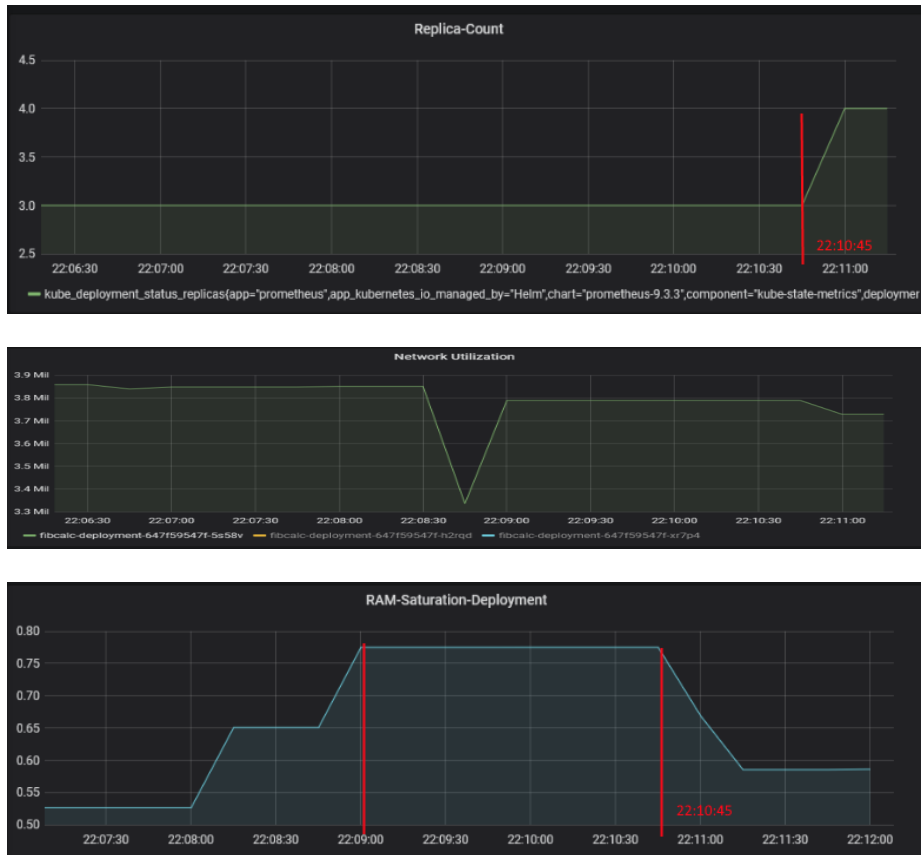 Replica-Count
4.5
4.0
3.5
3.0
2.5
22:10:45
22:06:30 22:07:00 22:07:30 22:08:00 22:08:30 22:09:00 22:09:30 22:10:00 22:10:30 22:11:00
kube_deployment_status_replicas{app="prometheus",app_kubernetes_io_managed_by="Helm",chart="prometheus-9.3.3",component="kube-state-metrics",deploymer
Network Utilization
3.9 Mil
3.8 Mil
3.7 Mil
3.6 Mil
3.5 Mil
3.4 Mil
3.3 Mil
22:06:30 22:07:00 22:07:30 22:08:00 22:08:30 22:09:00 22:09:30 22:10:00 22:10:30 22:11:00
fibcalc-deployment-647f59547f-5s58v fibcalc-deployment-647f59547f-h2rqd fibcalc-deployment-647f59547f-xr7p4
RAM-Saturation-Deployment
0.80
0.75
0.70
0.65
0.60
0.55
0.50
22:10:45
22:07:30 22:08:00 22:08:30 22:09:00 22:09:30 22:10:00 22:10:30 22:11:00 22:11:30 22:12:00